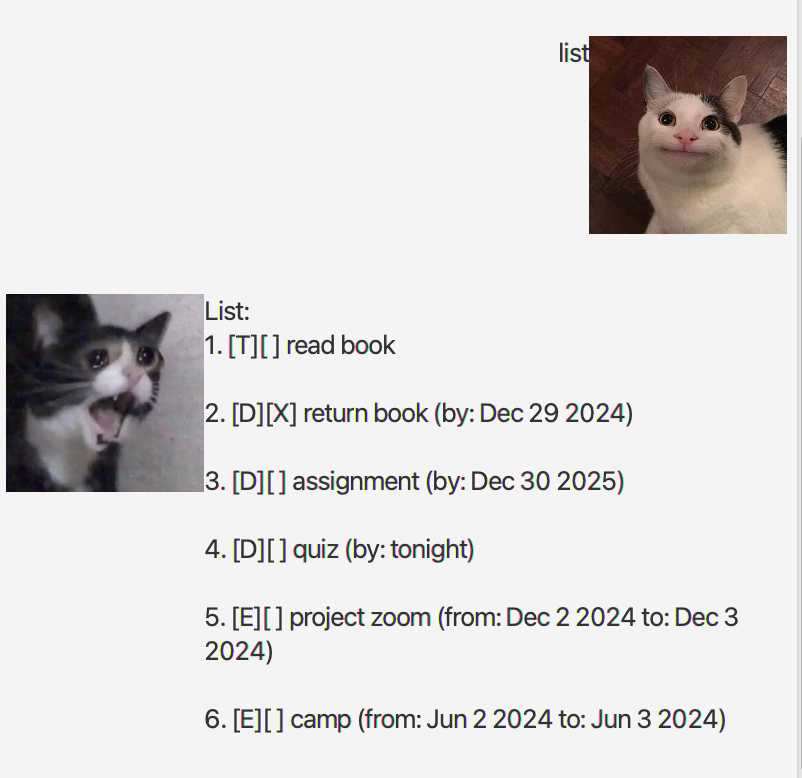 list
List:
1. [T][ ] read book
2. [D][X] return book (by: Dec 29 2024)
3. [D][ ] assignment (by: Dec 30 2025)
4. [D][ ] quiz (by: tonight)
5. [E][ ] project zoom (from: Dec 2 2024 to: Dec 3
2024)
6. [E][ ] camp (from: Jun 2 2024 to: Jun 3 2024)